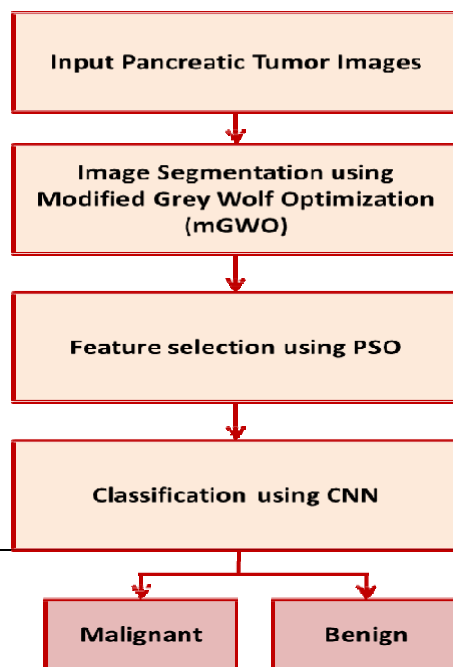 Input Pancreatic Tumor Images
Image Segmentation using
Modified Grey Wolf Optimization
(mGWO)
Feature selection using PSO
Classification using CNN
Malignant
Benign